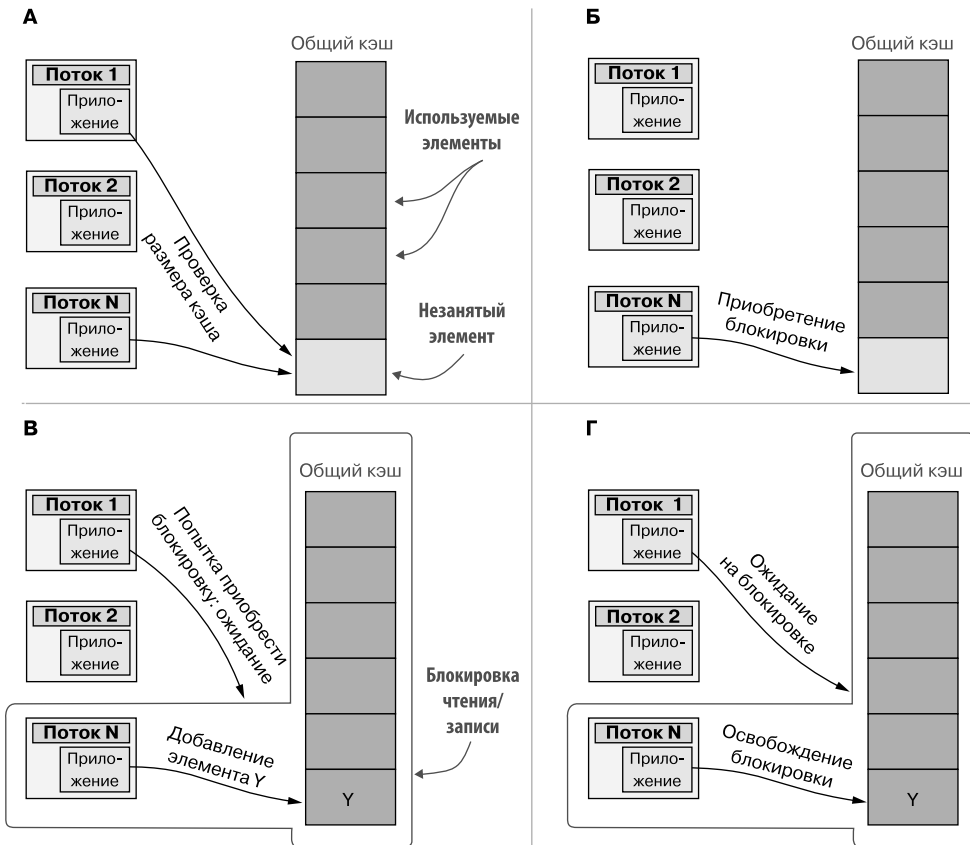 А
Общий кэш
Поток 1
Прило-
жение
Используемые
элементы
Поток 2
Прило-
жение
Проверка
размера кэша
Поток N
Прило-
жение
Незанятый
элемент
Б
Общий кэш
Поток 1
Прило-
жение
Поток 2
Прило-
жение
Поток N
Прило-
жение
Приобретение
блокировки
В
Общий кэш
Поток 1
Прило-
жение
Попытка приобрести
блокировку: ожидание
Поток 2
Прило-
жение
Блокировка
чтения/
записи
Поток N
Прило-
жение
Добавление
элемента Y
Y
Г
Общий кэш
Поток 1
Прило-
жение
Ожидание
на блокировке
Поток 2
Прило-
жение
Поток N
Прило-
жение
Освобождение
блокировки
Y